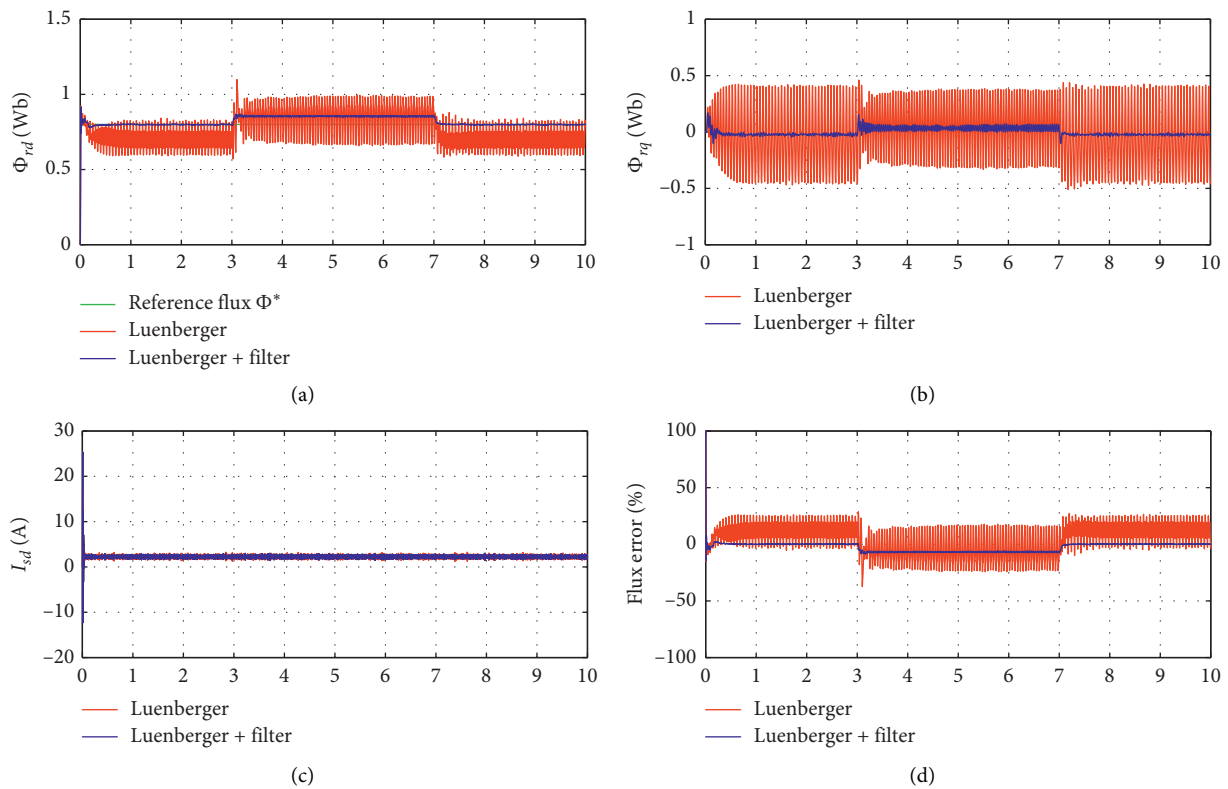 1.5
1
0.5
0
Φrd (Wb)
0 1 2 3 4 5 6 7 8 9 10
Reference flux Φ*
Luenberger
Luenberger + filter
(a)
1
0.5
0
−0.5
−1
Φrq (Wb)
0 1 2 3 4 5 6 7 8 9 10
Luenberger
Luenberger + filter
(b)
30
20
10
0
−10
−20
Isd (A)
0 1 2 3 4 5 6 7 8 9 10
Luenberger
Luenberger + filter
(c)
100
50
0
−50
−100
Flux error (%)
0 1 2 3 4 5 6 7 8 9 10
Luenberger
Luenberger + filter
(d)